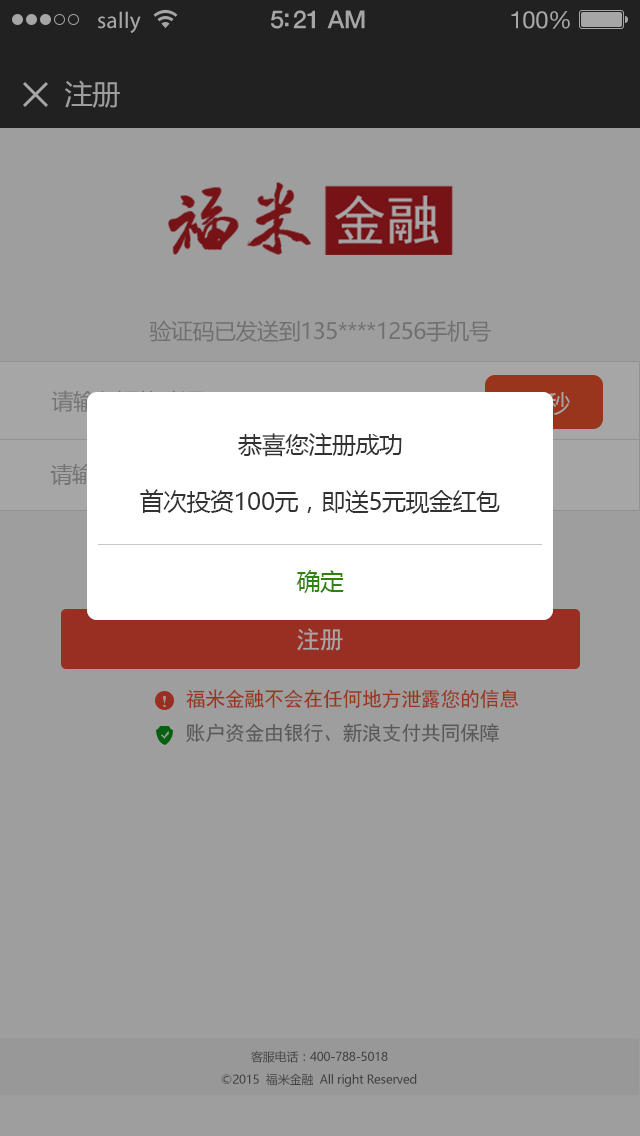 sally 5:21 AM 100%
注册
福米金融
验证码已发送到135****1256手机号
请输
秒
请输
恭喜您注册成功
首次投资100元，即送5元现金红包
确定
注册
福米金融不会在任何地方泄露您的信息
账户资金由银行、新浪支付共同保障
客服电话：400-788-5018
©2015 福米金融 All right Reserved